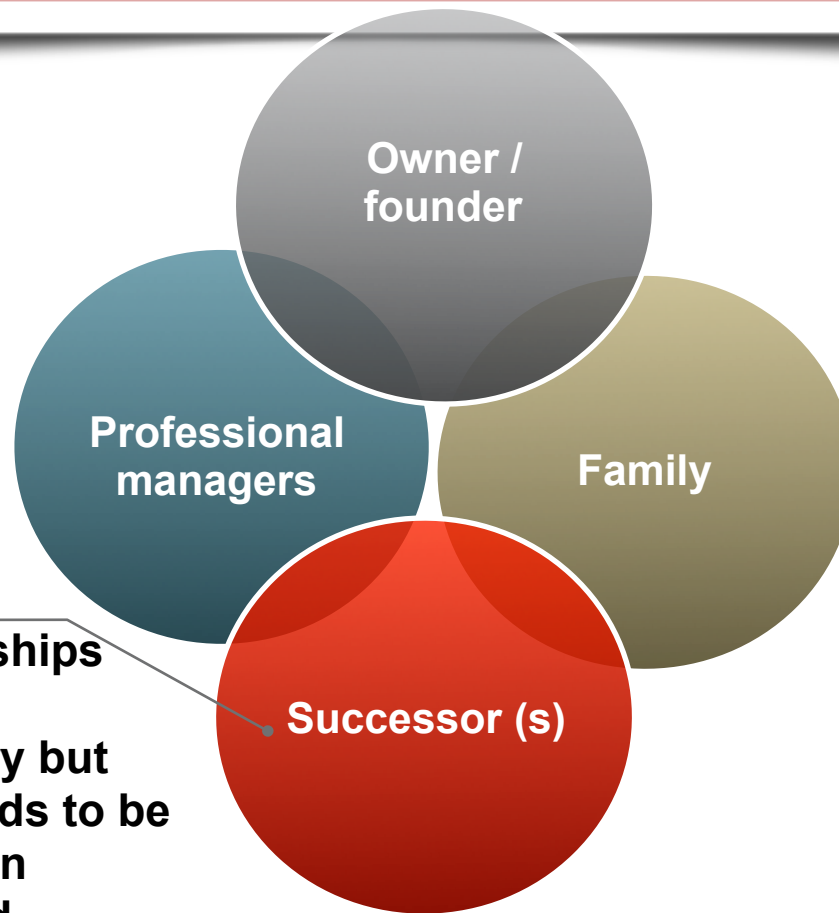 Owner /
founder
Professional
managers
Family
Successor (s)
ships
y but
ds to be
n